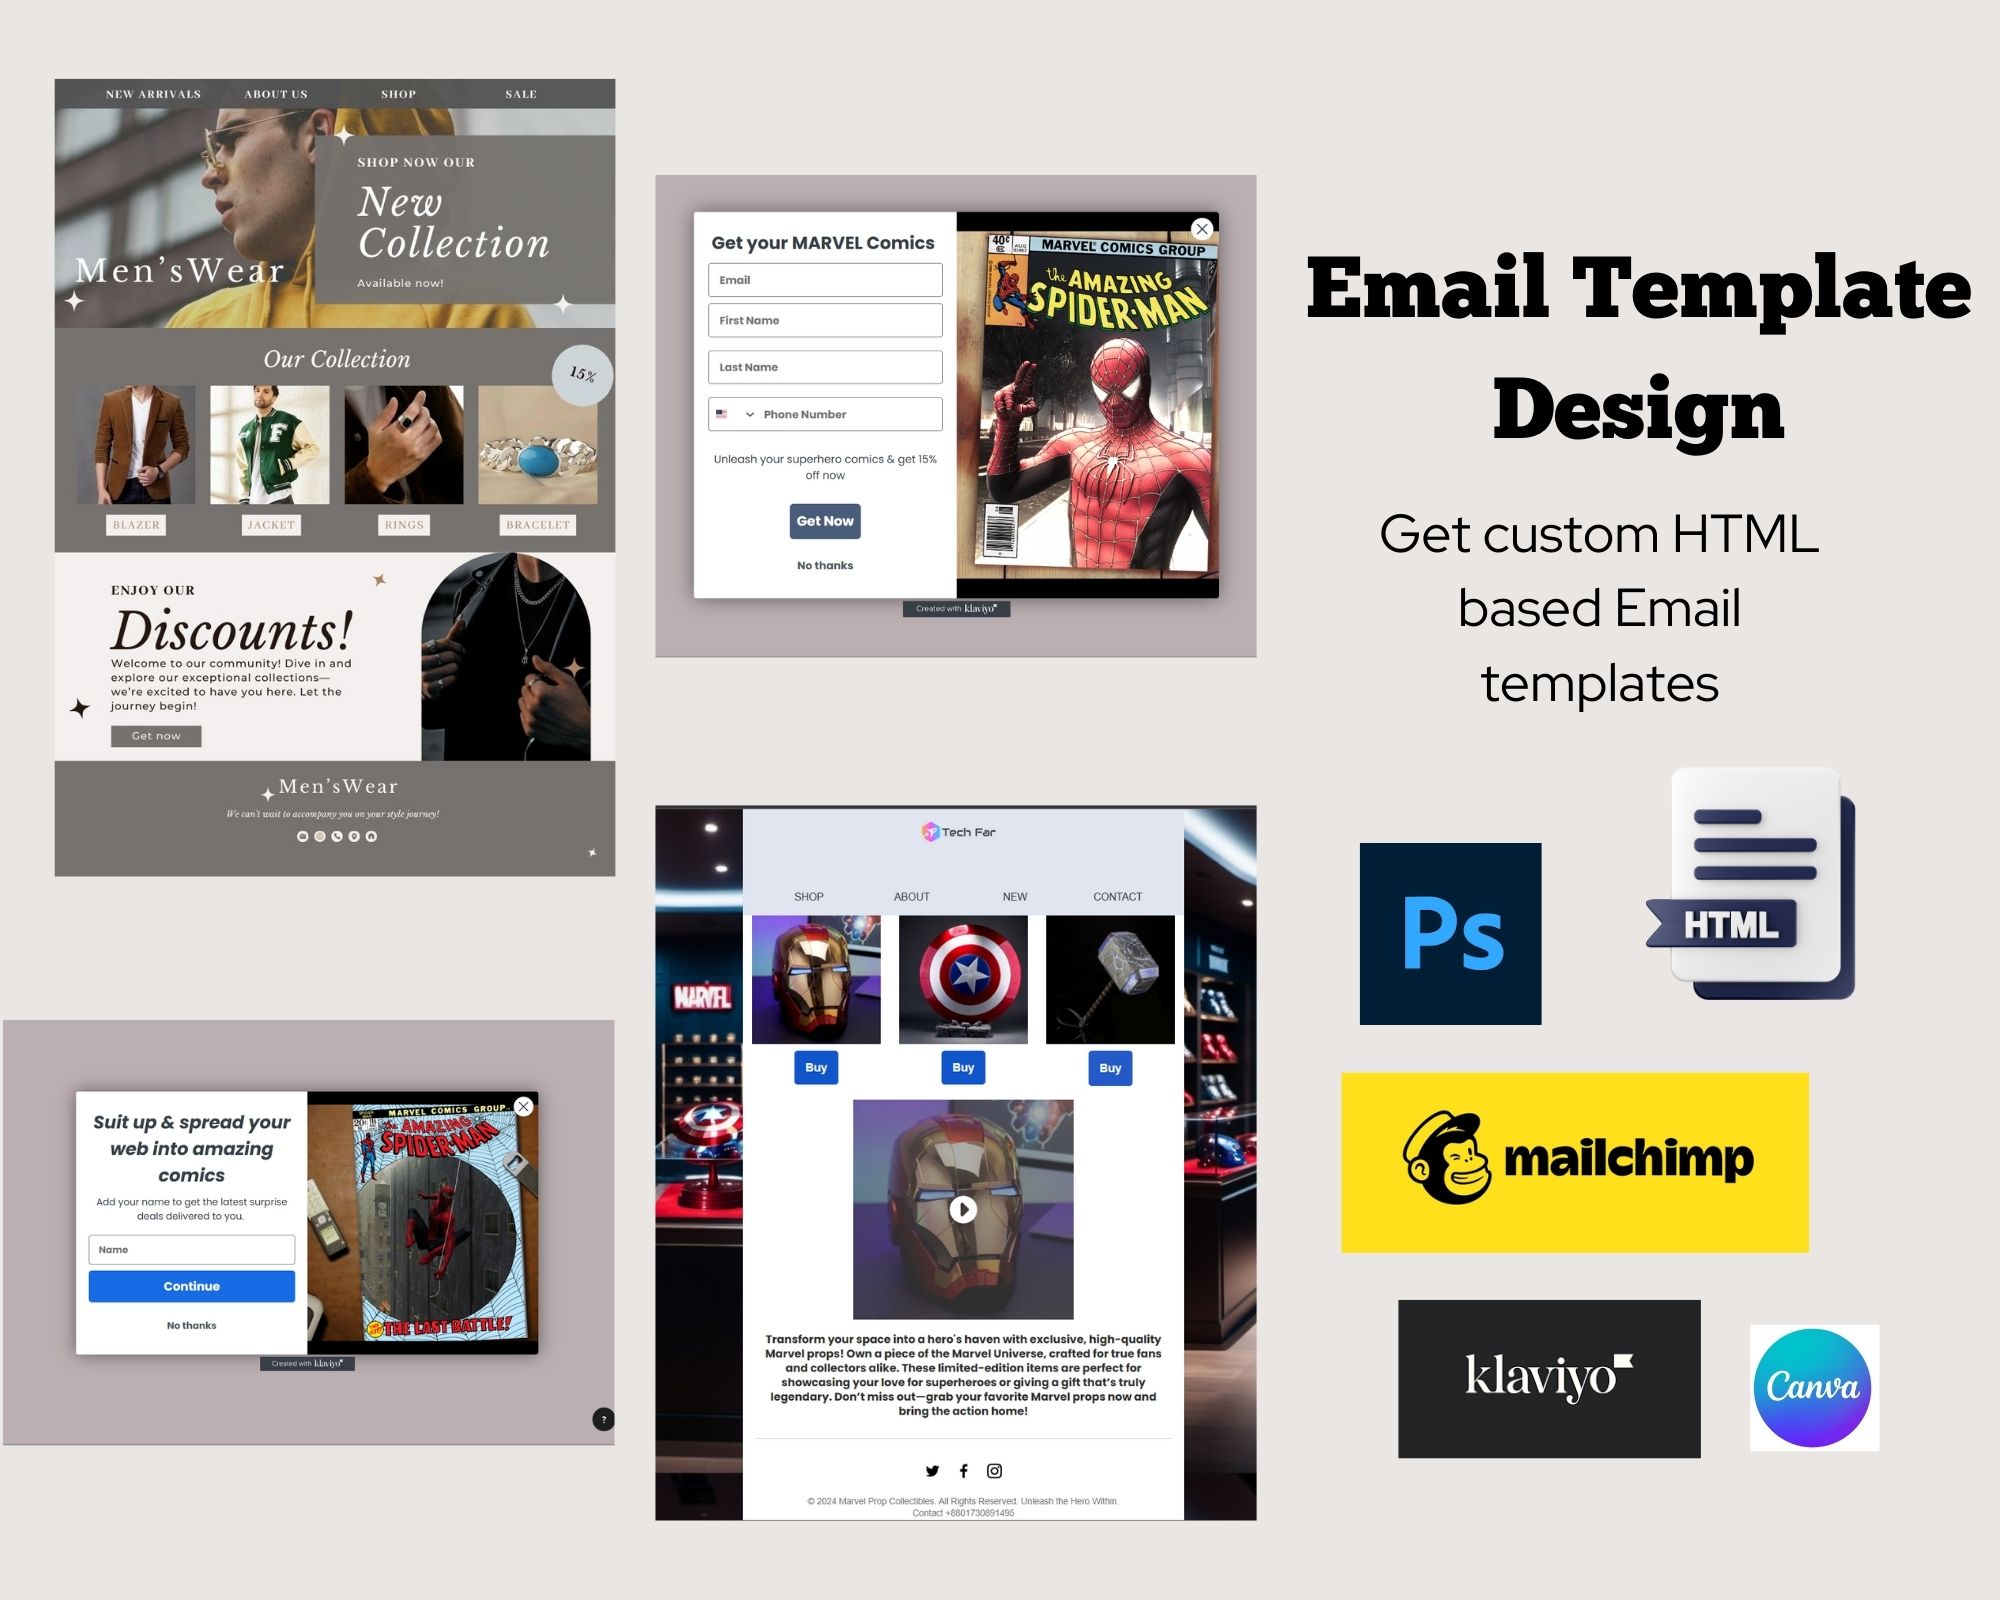 NEW ARRIVALS ABOUT US SHOP SALE
SHOP NOW OUR
New
Collection
Available now!
Men'sWear
Our Collection
15%
F
BLAZER JACKET RINGS BRACELET
ENJOY OUR
Discounts!
Welcome to our community! Dive in and
explore our exceptional collections—
we're excited to have you here. Let the
journey begin!
Get now
Men'sWear
We can't wait to accompany you on your style journey!
Get your MARVEL Comics
Email
First Name
Last Name
Phone Number
Unleash your superhero comics & get 15%
off now
Get Now
No thanks
40¢
AUG
MARVEL COMICS GROUP
the AMAZING
SPIDER-MAN
Created with klaviyo
Email Template
Design
Get custom HTML
based Email
templates
Ps
HTML
mailchimp
klaviyo
Canva
Suit up & spread your
web into amazing
comics
Add your name to get the latest surprise
deals delivered to you.
Name
Continue
No thanks
MARVEL COMICS GROUP
20¢
the AMAZING
SPIDER-MAN
THE LAST BATTLE!
Created with klaviyo
?
Tech Far
SHOP ABOUT NEW CONTACT
MARVEL
Buy Buy Buy
Transform your space into a hero's haven with exclusive, high-quality
Marvel props! Own a piece of the Marvel Universe, crafted for true fans
and collectors alike. These limited-edition items are perfect for
showcasing your love for superheroes or giving a gift that's truly
legendary. Don't miss out—grab your favorite Marvel props now and
bring the action home!
© 2024 Marvel Prop Collectibles. All Rights Reserved. Unleash the Hero Within.
Contact +8801730891495